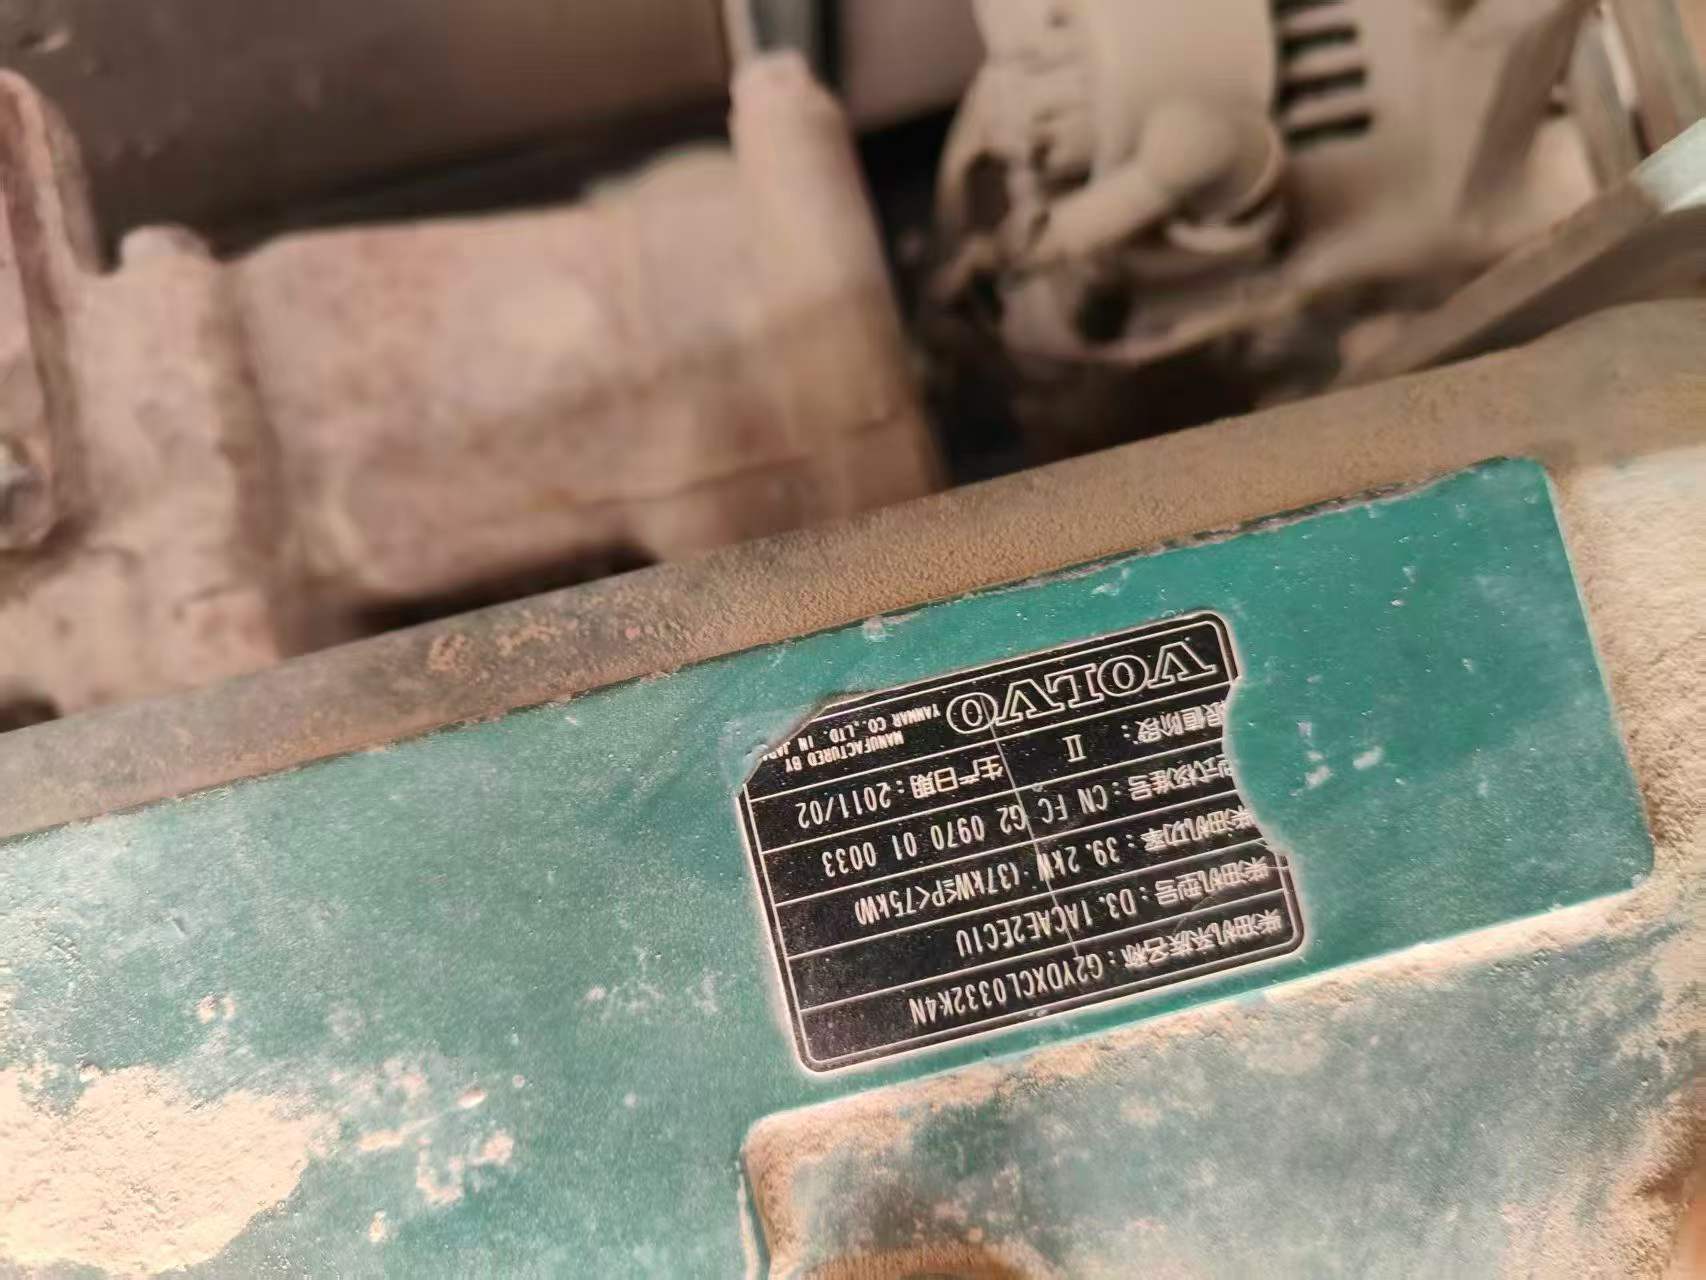 柴油机系族名称：G2YDXCL0332K4N
柴油机型号：D3.1ACAE2EC1U
柴油机功率：39.2kW (37kW≤P<75kW)
型式核准号：CN FC G2 0970 01 0033
限值阶段： II 生产日期：2011/02
VOLVO MANUFACTURED BY
YANMAR CO.,LTD. IN